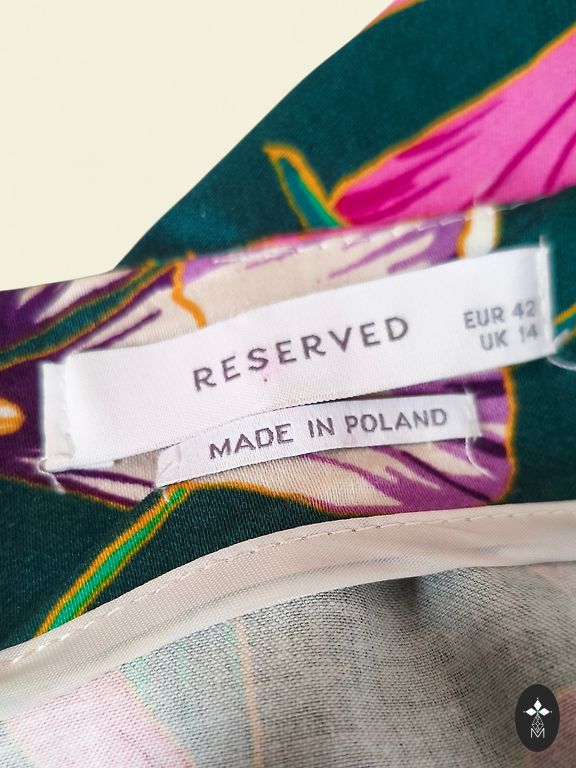 RESERVED
EUR 42
UK 14
MADE IN POLAND
M